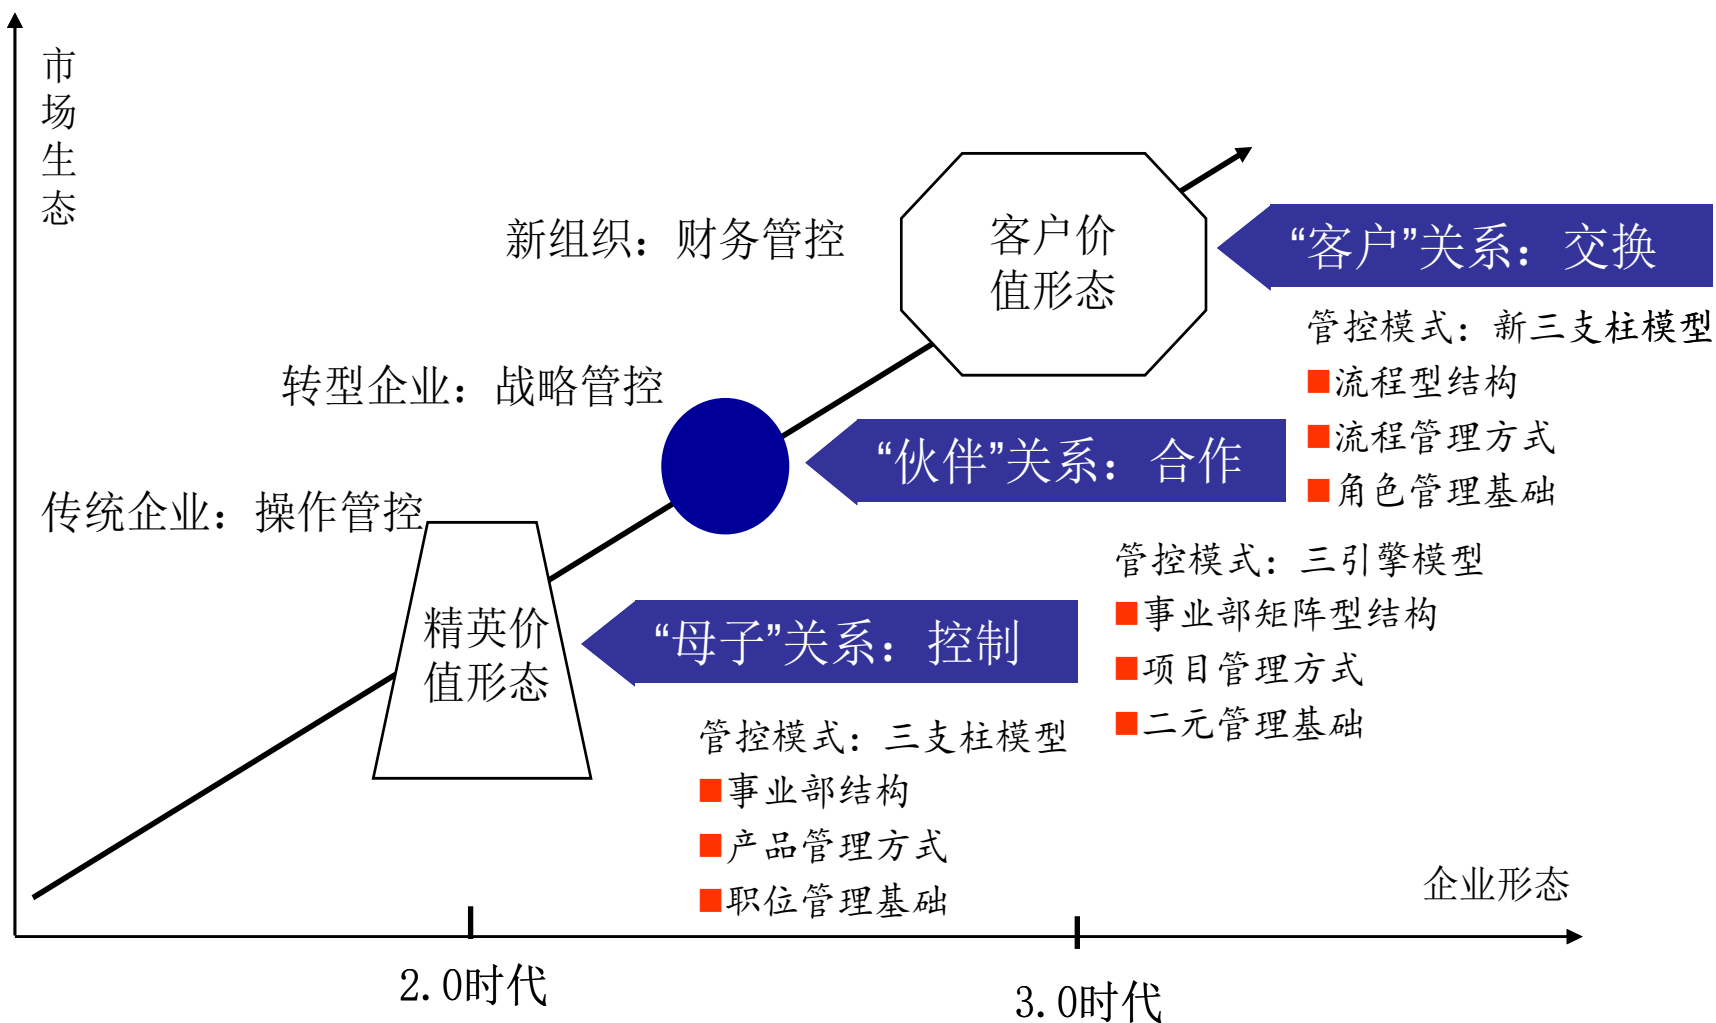 市
场
生
态
新组织：财务管控
客户价
值形态
“客户”关系：交换
管控模式：新三支柱模型
流程型结构
流程管理方式
角色管理基础
转型企业：战略管控
“伙伴”关系：合作
管控模式：三引擎模型
事业部矩阵型结构
项目管理方式
二元管理基础
传统企业：操作管控
精英价
值形态
“母子”关系：控制
管控模式：三支柱模型
事业部结构
产品管理方式
职位管理基础
企业形态
2.0时代
3.0时代